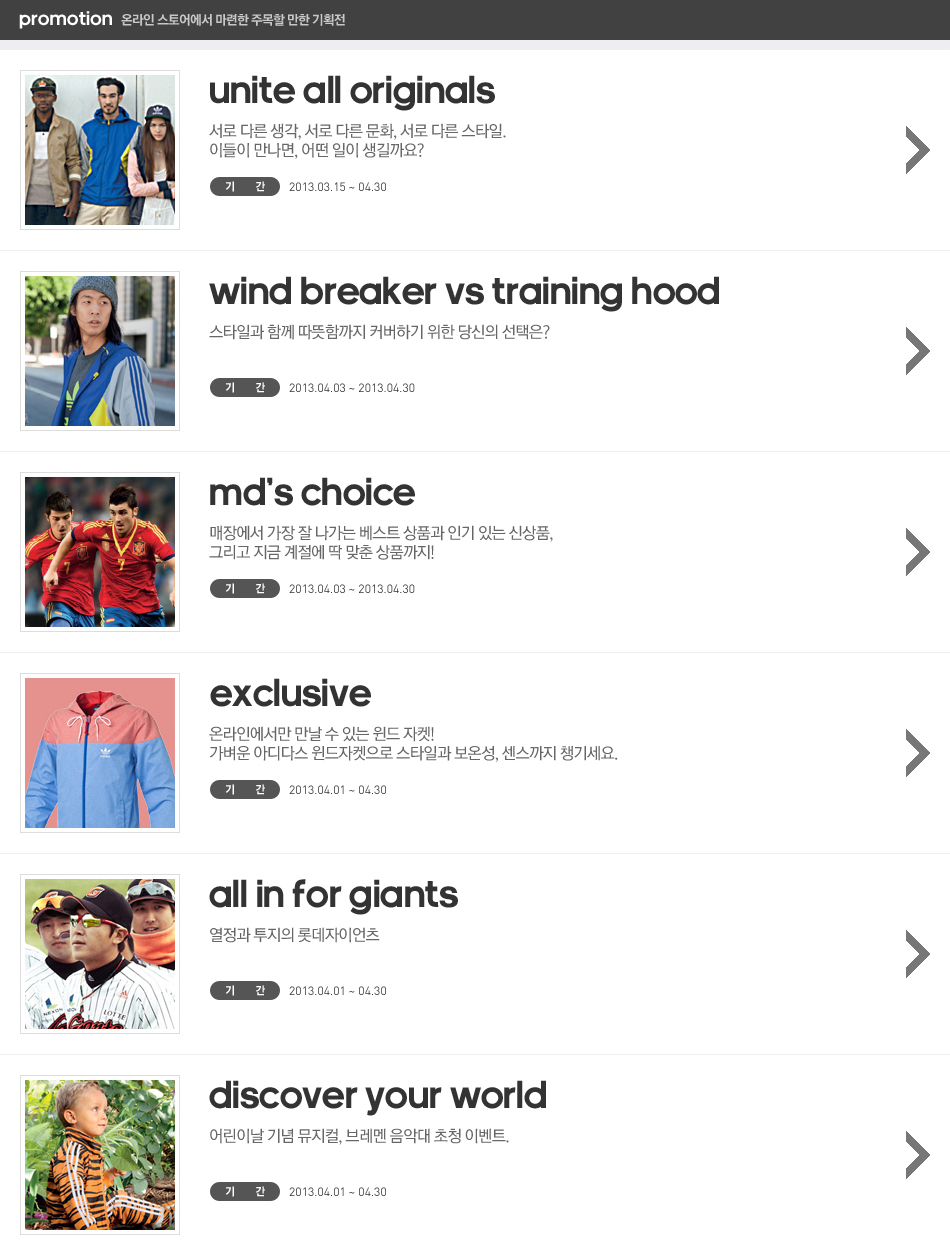 promotion 온라인 스토어에서 마련한 주목할 만한 기획전
unite all originals
서로 다른 생각, 서로 다른 문화, 서로 다른 스타일.
이들이 만나면, 어떤 일이 생길까요?
기 간 2013.03.15 ~ 04.30
wind breaker vs training hood
스타일과 함께 따뜻함까지 커버하기 위한 당신의 선택은?
기 간 2013.04.03 ~ 2013.04.30
md's choice
매장에서 가장 잘 나가는 베스트 상품과 인기 있는 신상품,
그리고 지금 계절에 딱 맞춘 상품까지!
기 간 2013.04.03 ~ 2013.04.30
7
7
exclusive
온라인에서만 만날 수 있는 윈드 자켓!
가벼운 아디다스 윈드자켓으로 스타일과 보온성, 센스까지 챙기세요.
기 간 2013.04.01 ~ 04.30
all in for giants
열정과 투지의 롯데자이언츠
기 간 2013.04.01 ~ 04.30
NEXON
LOTTE
discover your world
어린이날 기념 뮤지컬, 브레멘 음악대 초청 이벤트.
기 간 2013.04.01 ~ 04.30